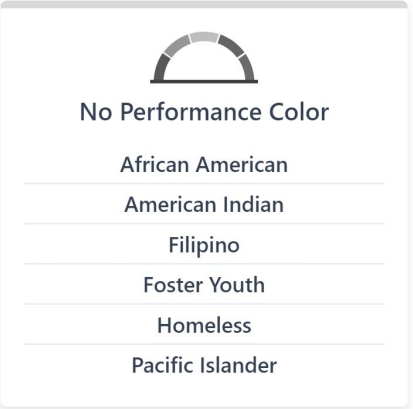 No Performance Color
African American
American Indian
Filipino
Foster Youth
Homeless
Pacific Islander